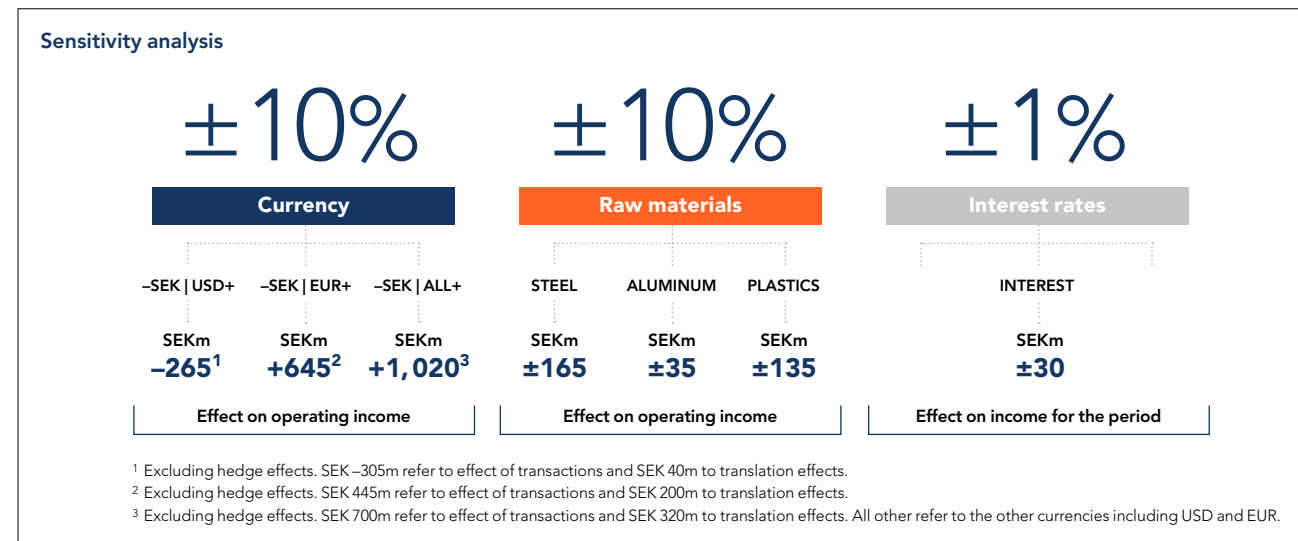 Sensitivity analysis
±10% ±10% ±1%
Currency Raw materials Interest rates
–SEK | USD+ –SEK | EUR+ –SEK | ALL+ STEEL ALUMINUM PLASTICS INTEREST
SEKm SEKm SEKm SEKm SEKm SEKm SEKm
–265¹ +645² +1,020³ ±165 ±35 ±135 ±30
Effect on operating income Effect on operating income Effect on income for the period
¹ Excluding hedge effects. SEK –305m refer to effect of transactions and SEK 40m to translation effects.
² Excluding hedge effects. SEK 445m refer to effect of transactions and SEK 200m to translation effects.
³ Excluding hedge effects. SEK 700m refer to effect of transactions and SEK 320m to translation effects. All other refer to the other currencies including USD and EUR.